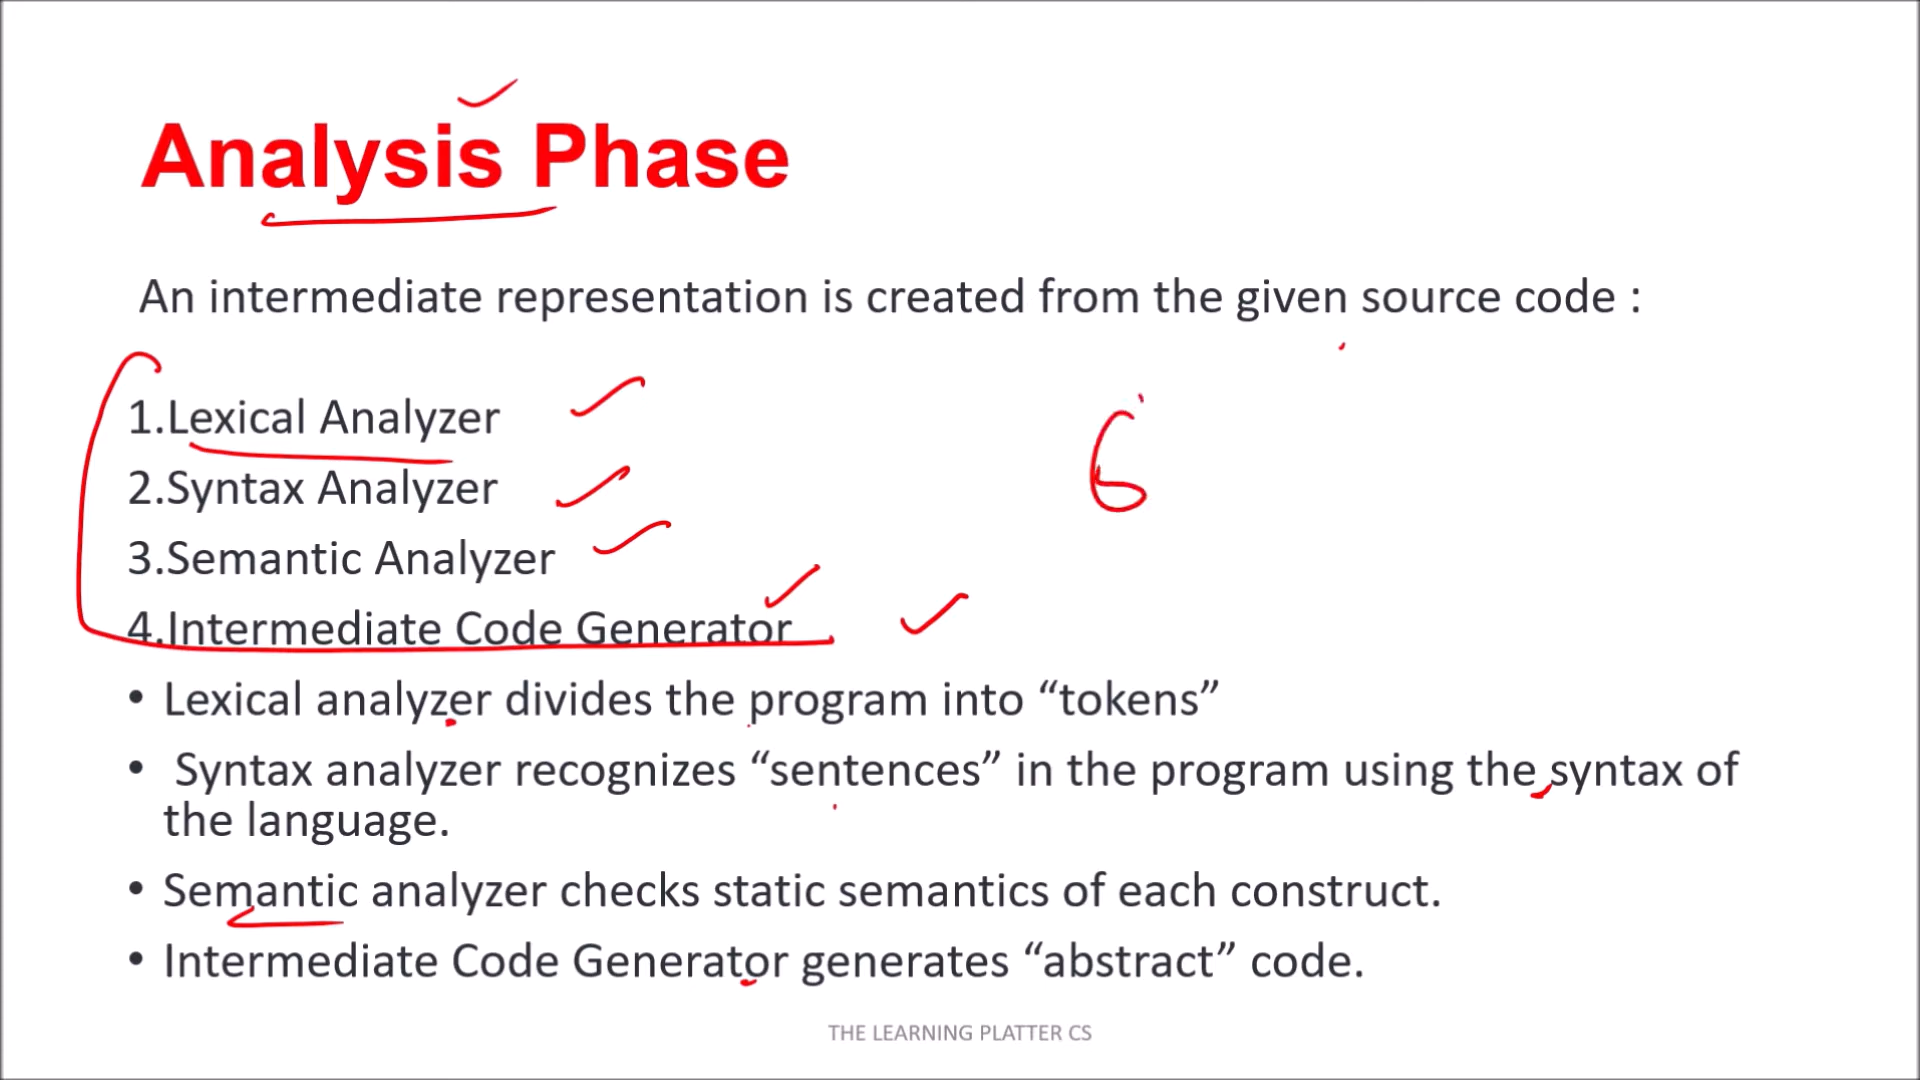 Analysis Phase
An intermediate representation is created from the given source code :
1.Lexical Analyzer
6
2.Syntax Analyzer
3.Semantic Analyzer
4.Intermediate Code Generator
• Lexical analyzer divides the program into “tokens”
• Syntax analyzer recognizes “sentences” in the program using the syntax of
the language.
• Semantic analyzer checks static semantics of each construct.
• Intermediate Code Generator generates “abstract” code.
THE LEARNING PLATTER CS